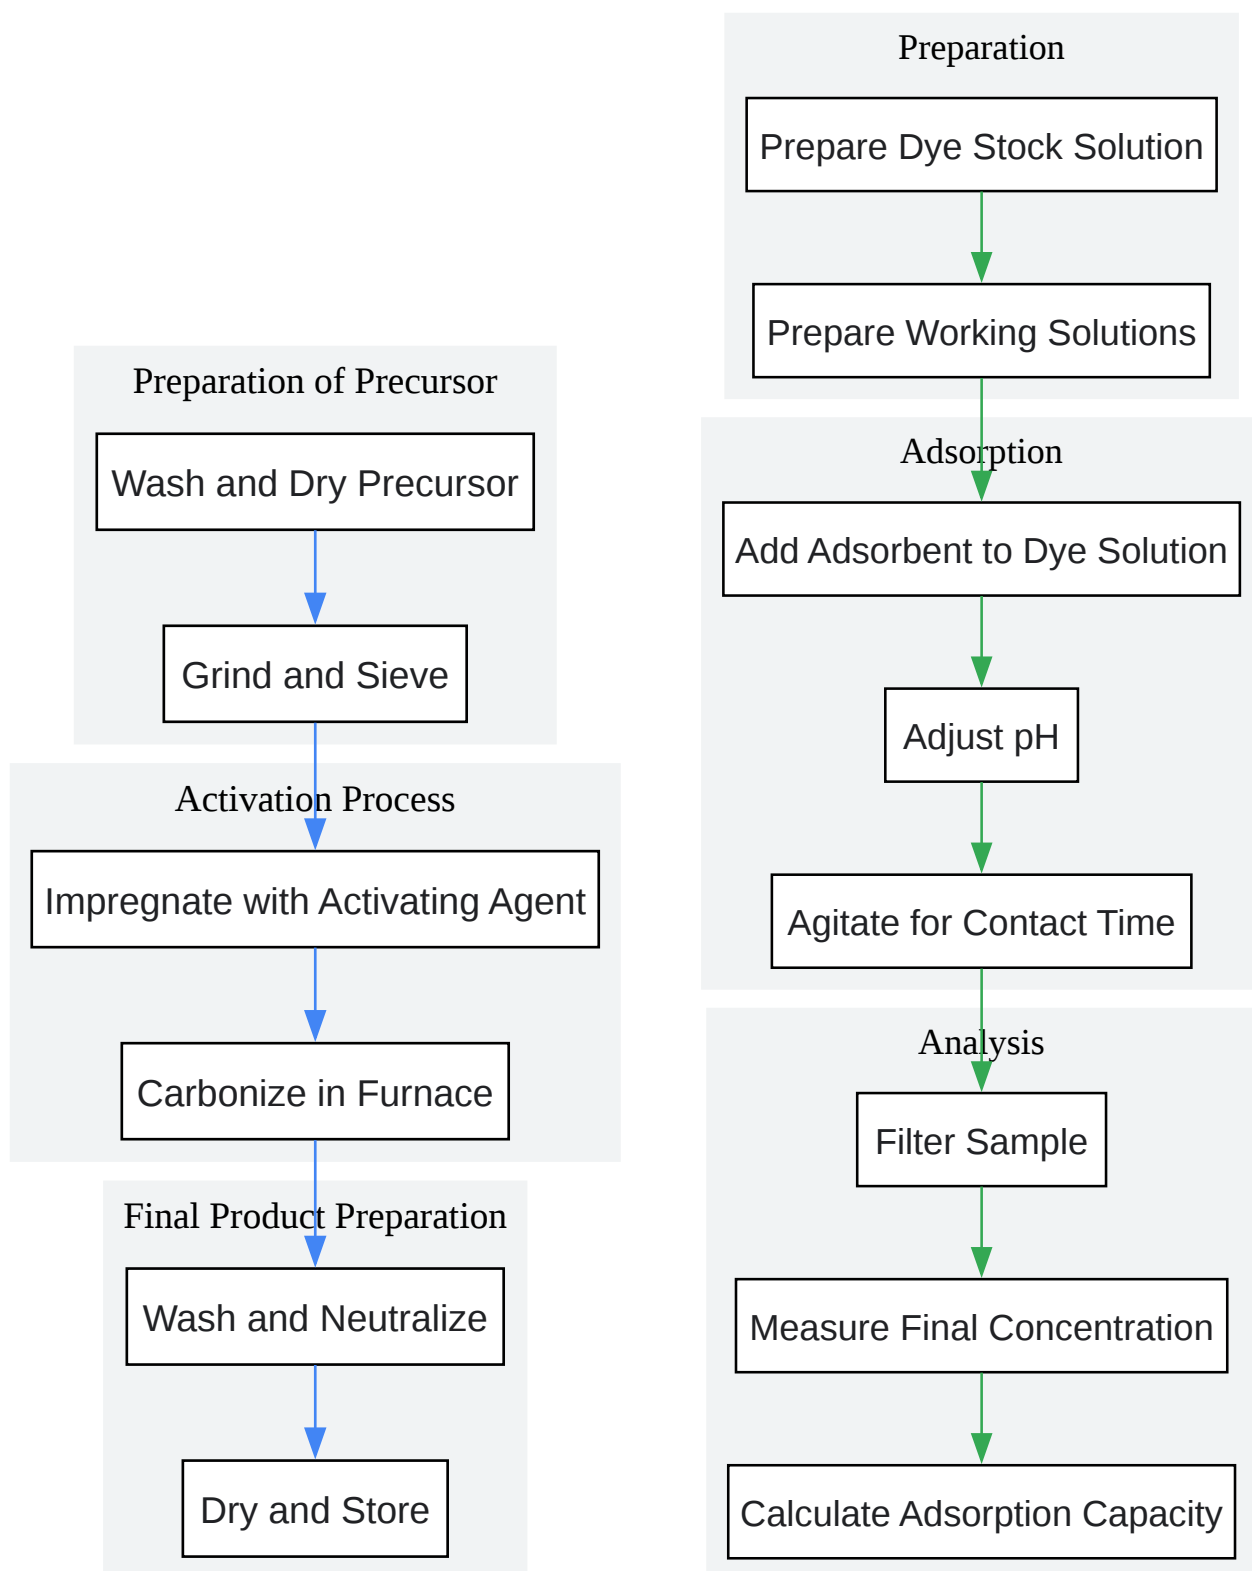 Preparation of Precursor
Wash and Dry Precursor
Grind and Sieve
Activation Process
Impregnate with Activating Agent
Carbonize in Furnace
Final Product Preparation
Wash and Neutralize
Dry and Store
Preparation
Prepare Dye Stock Solution
Prepare Working Solutions
Adsorption
Add Adsorbent to Dye Solution
Adjust pH
Agitate for Contact Time
Analysis
Filter Sample
Measure Final Concentration
Calculate Adsorption Capacity